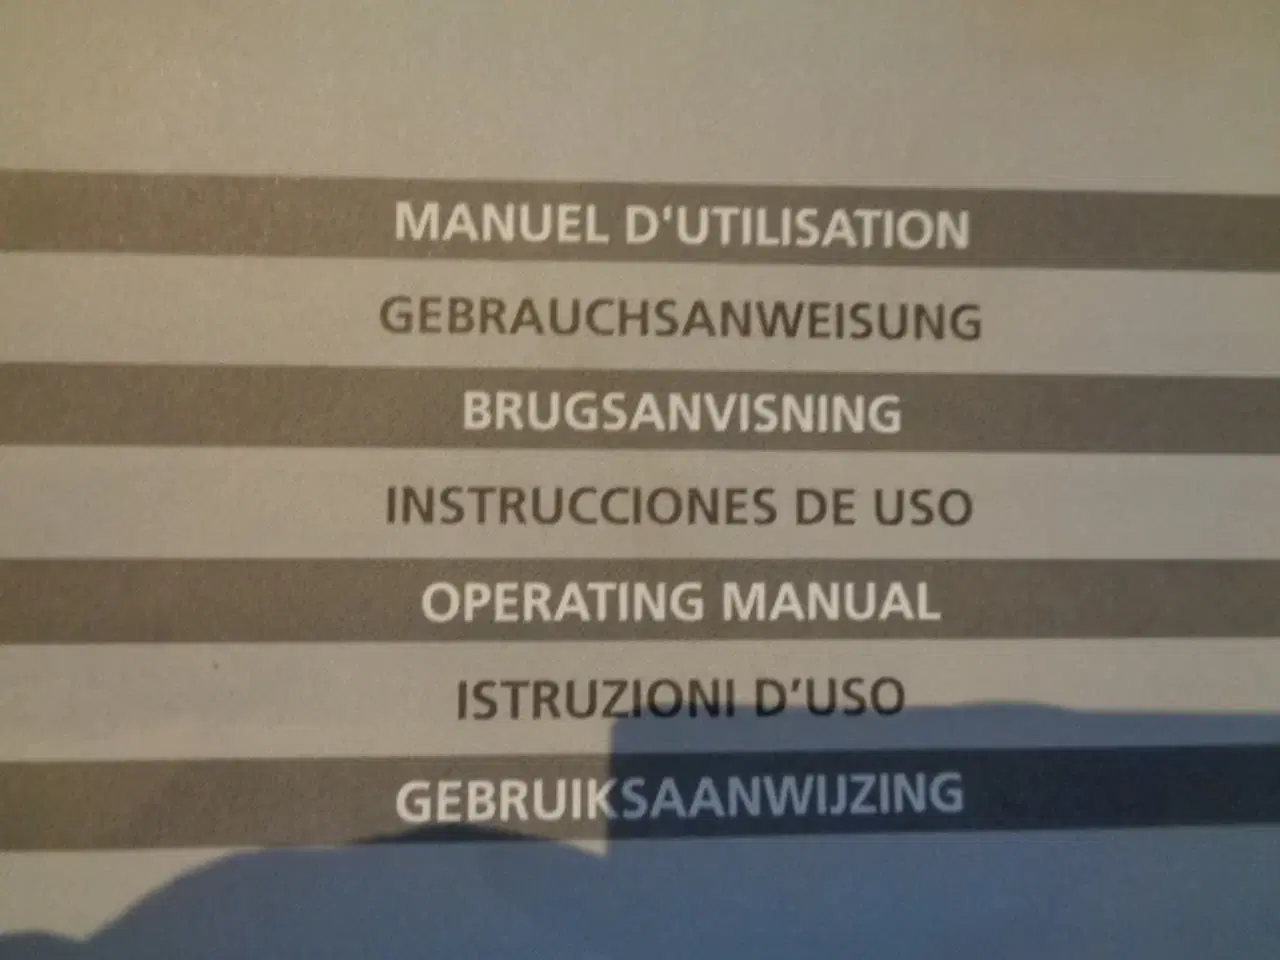 MANUEL D'UTILISATION
GEBRAUCHSANWEISUNG
BRUGSANVISNING
INSTRUCCIONES DE USO
OPERATING MANUAL
ISTRUZIONI D’USO
GEBRUIKSAANWIJZING